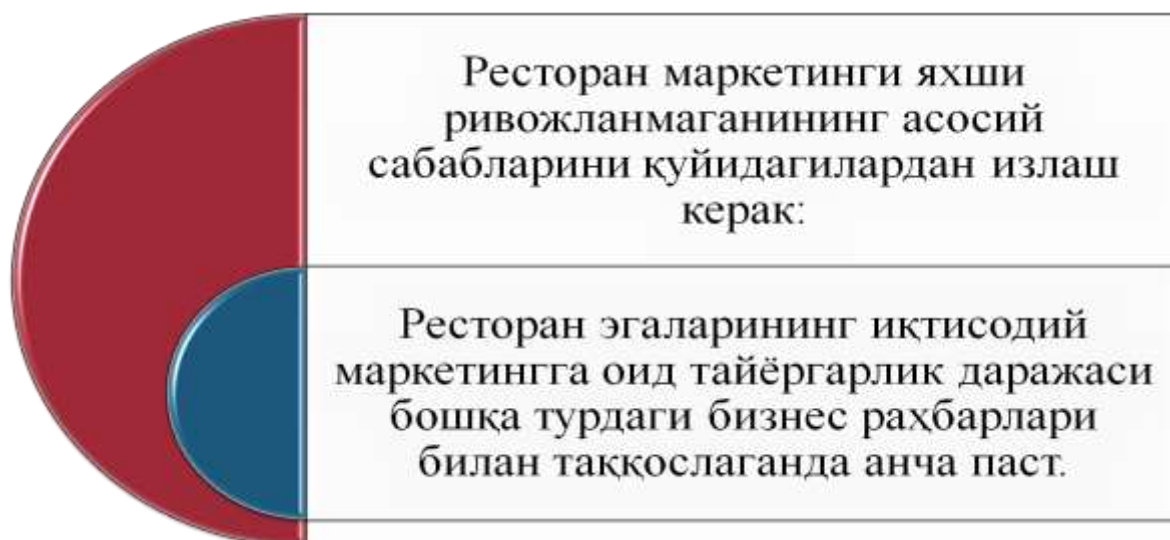 Ресторан маркетинги яхши
ривожланмаганининг асосий
сабабларини қуйидагилардан излаш
керак:
Ресторан эгаларининг иқтисодий
маркетингга оид тайёргарлик даражаси
бошқа турдаги бизнес раҳбарлари
билан таққослаганда анча паст.